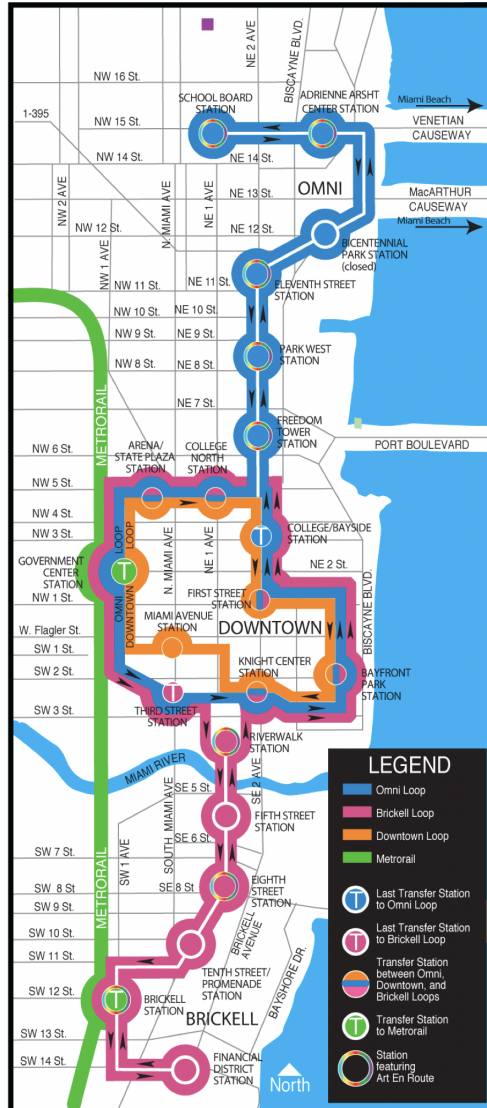 NE 2 AVE
BISCAYNE BLVD.
NW 16 St.
SCHOOL BOARD
STATION
ADRIENNE ARSHT
CENTER STATION
Miami Beach
1-395
NW 15 St.
VENETIAN
CAUSEWAY
NW 14 St.
NE 14 St.
OMNI
NW 2 AVE
NW 1 AVE
N. MIAMI AVE
NE 1 AVE
NE 13 St.
MacARTHUR
CAUSEWAY
NW 12 St.
NE 12 St.
Miami Beach
BICENTENNIAL
PARK STATION
(closed)
NW 11 St.
NE 11 St.
ELEVENTH STREET
STATION
NW 10 St.
NE 10 St.
NW 9 St.
NE 9 St.
PARK WEST
STATION
NW 8 St.
NE 8 St.
METRORAIL
NE 7 St.
FREEDOM
TOWER
STATION
NW 6 St.
ARENA/
STATE PLAZA
STATION
COLLEGE
NORTH
STATION
PORT BOULEVARD
NW 5 St.
NW 4 St.
NW 3 St.
COLLEGE/BAYSIDE
STATION
GOVERNMENT
CENTER
STATION
T
T
OMNI LOOP
DOWNTOWN LOOP
N. MIAMI AVE
NE 1 AVE
NE 2 St.
BISCAYNE BLVD.
NW 1 St.
FIRST STREET
STATION
MIAMI AVENUE
STATION
DOWNTOWN
W. Flagler St.
SW 1 St.
SW 2 St.
KNIGHT CENTER
STATION
BAYFRONT
PARK
STATION
T
SW 3 St.
THIRD STREET
STATION
RIVERWALK
STATION
MIAMI RIVER
SE 2 AVE
SE 5 St.
SOUTH MIAMI AVE
FIFTH STREET
STATION
SE 6 St.
SW 7 St.
SW 1 AVE
SW 8 St.
SE 8 St.
EIGHTH
STREET
STATION
METRORAIL
SW 9 St.
BRICKELL
AVENUE
SW 10 St.
SW 11 St.
TENTH STREET/
PROMENADE
STATION
BAYSHORE DR.
SW 12 St.
T
BRICKELL
STATION
BRICKELL
SW 13 St.
SW 14 St.
FINANCIAL
DISTRICT
STATION
North
LEGEND
Omni Loop
Brickell Loop
Downtown Loop
Metrorail
T
Last Transfer Station
to Omni Loop
T
Last Transfer Station
to Brickell Loop
Transfer Station
between Omni,
Downtown, and
Brickell Loops
T
Transfer Station
to Metrorail
Station
featuring
Art En Route